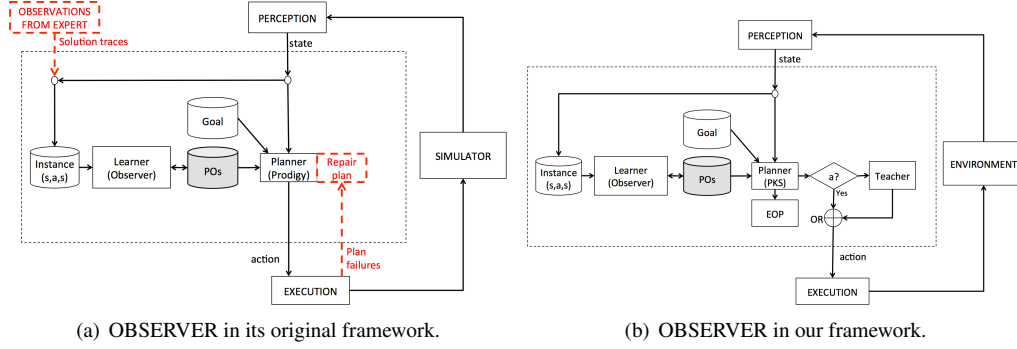 OBSERVATIONS
FROM EXPERT
Solution traces
PERCEPTION
state
Goal
Instance
(s,a,s)
Learner
(Observer)
POs
Planner
(Prodigy)
Repair
plan
SIMULATOR
action
Plan
failures
EXECUTION
(a) OBSERVER in its original framework.
PERCEPTION
state
Goal
Instance
(s,a,s)
Learner
(Observer)
POs
Planner
(PKS)
a?
Teacher
Yes
EOP
OR
ENVIRONMENT
action
EXECUTION
(b) OBSERVER in our framework.